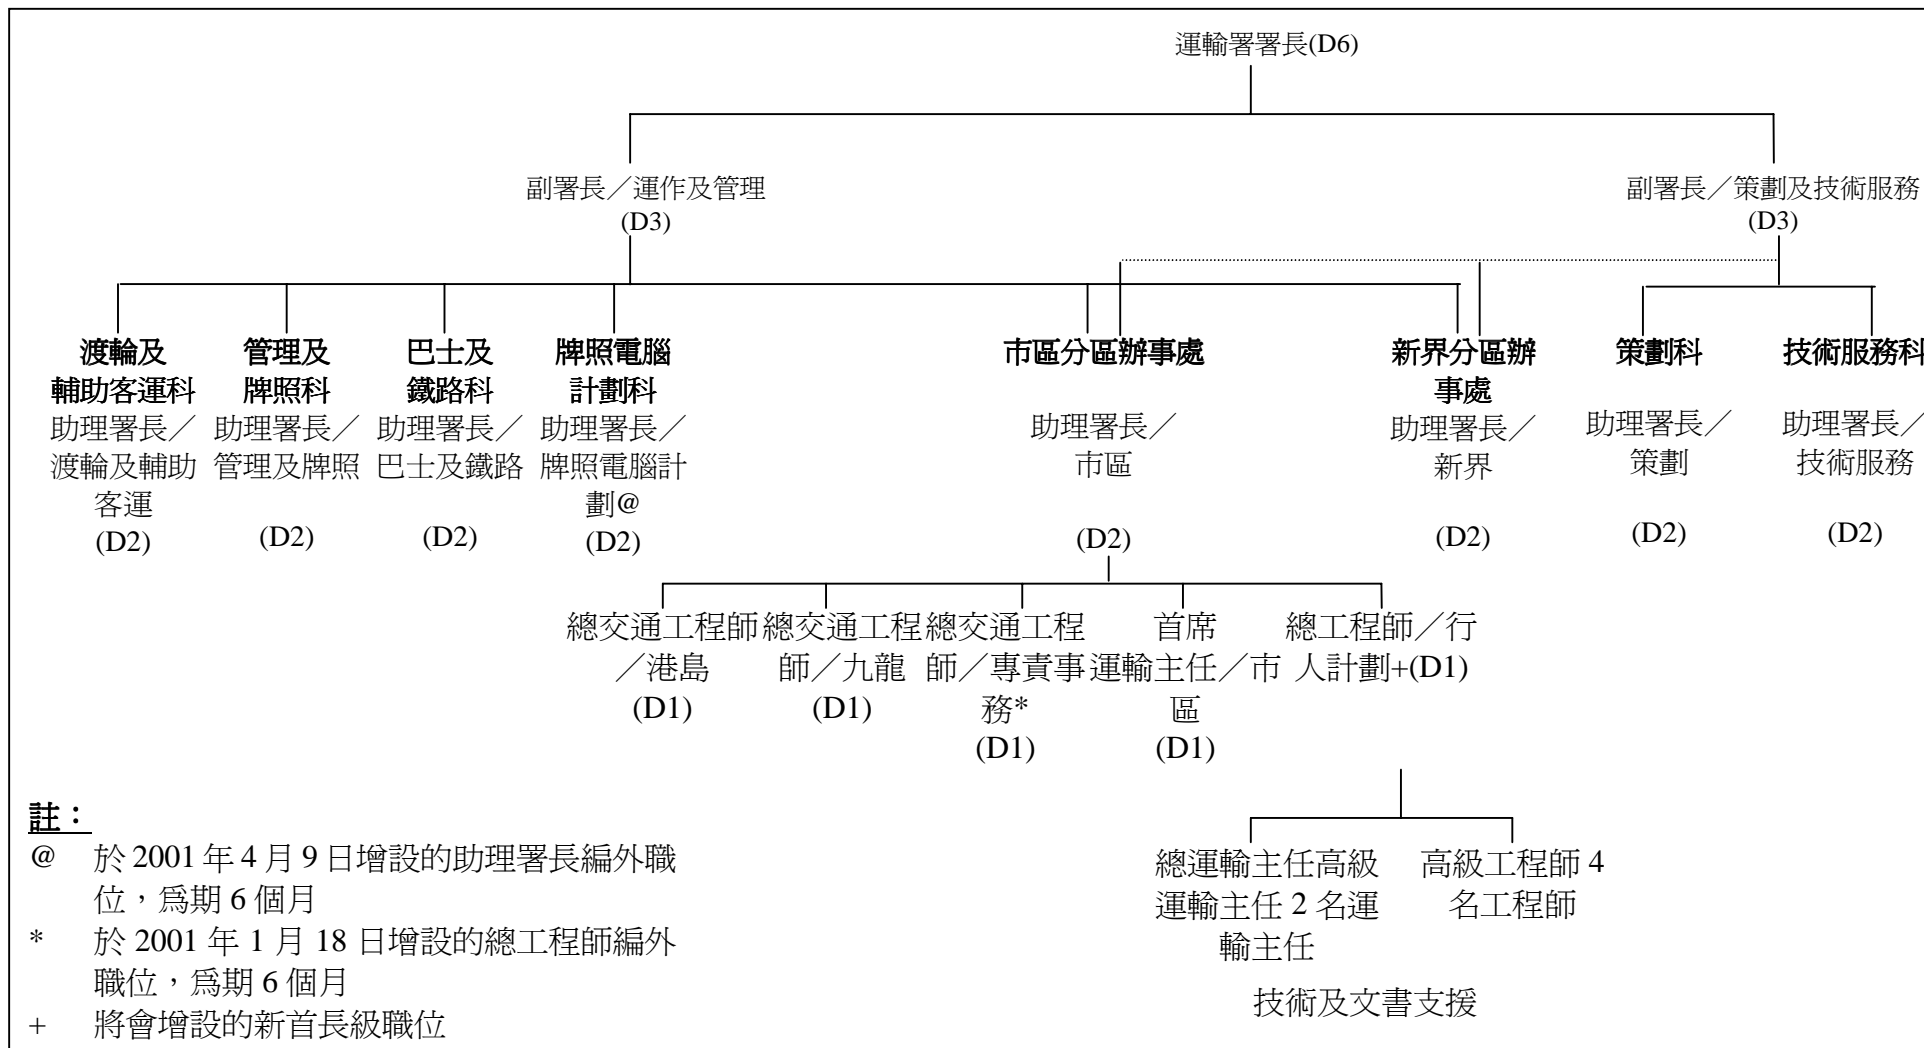 運輸署署長(D6)
副署長／運作及管理
(D3)
副署長／策劃及技術服務
(D3)
渡輪及
輔助客運科
助理署長／
渡輪及輔助
客運
(D2)
管理及
牌照科
助理署長／
管理及牌照
(D2)
巴士及
鐵路科
助理署長／
巴士及鐵路
(D2)
牌照電腦
計劃科
助理署長／
牌照電腦計
劃@
(D2)
市區分區辦事處
助理署長／
市區
(D2)
新界分區辦
事處
助理署長／
新界
(D2)
策劃科
助理署長／
策劃
(D2)
技術服務科
助理署長／
技術服務
(D2)
總交通工程師
／港島
(D1)
總交通工程
師／九龍
(D1)
總交通工程
師／專責事
務*
(D1)
首席
運輸主任／市
區
(D1)
總工程師／行
人計劃+(D1)
總運輸主任高級
運輸主任 2 名運
輸主任
高級工程師 4
名工程師
技術及文書支援
註：
@ 於 2001 年 4 月 9 日增設的助理署長編外職
位，為期 6 個月
* 於 2001 年 1 月 18 日增設的總工程師編外
職位，為期 6 個月
+ 將會增設的新首長級職位